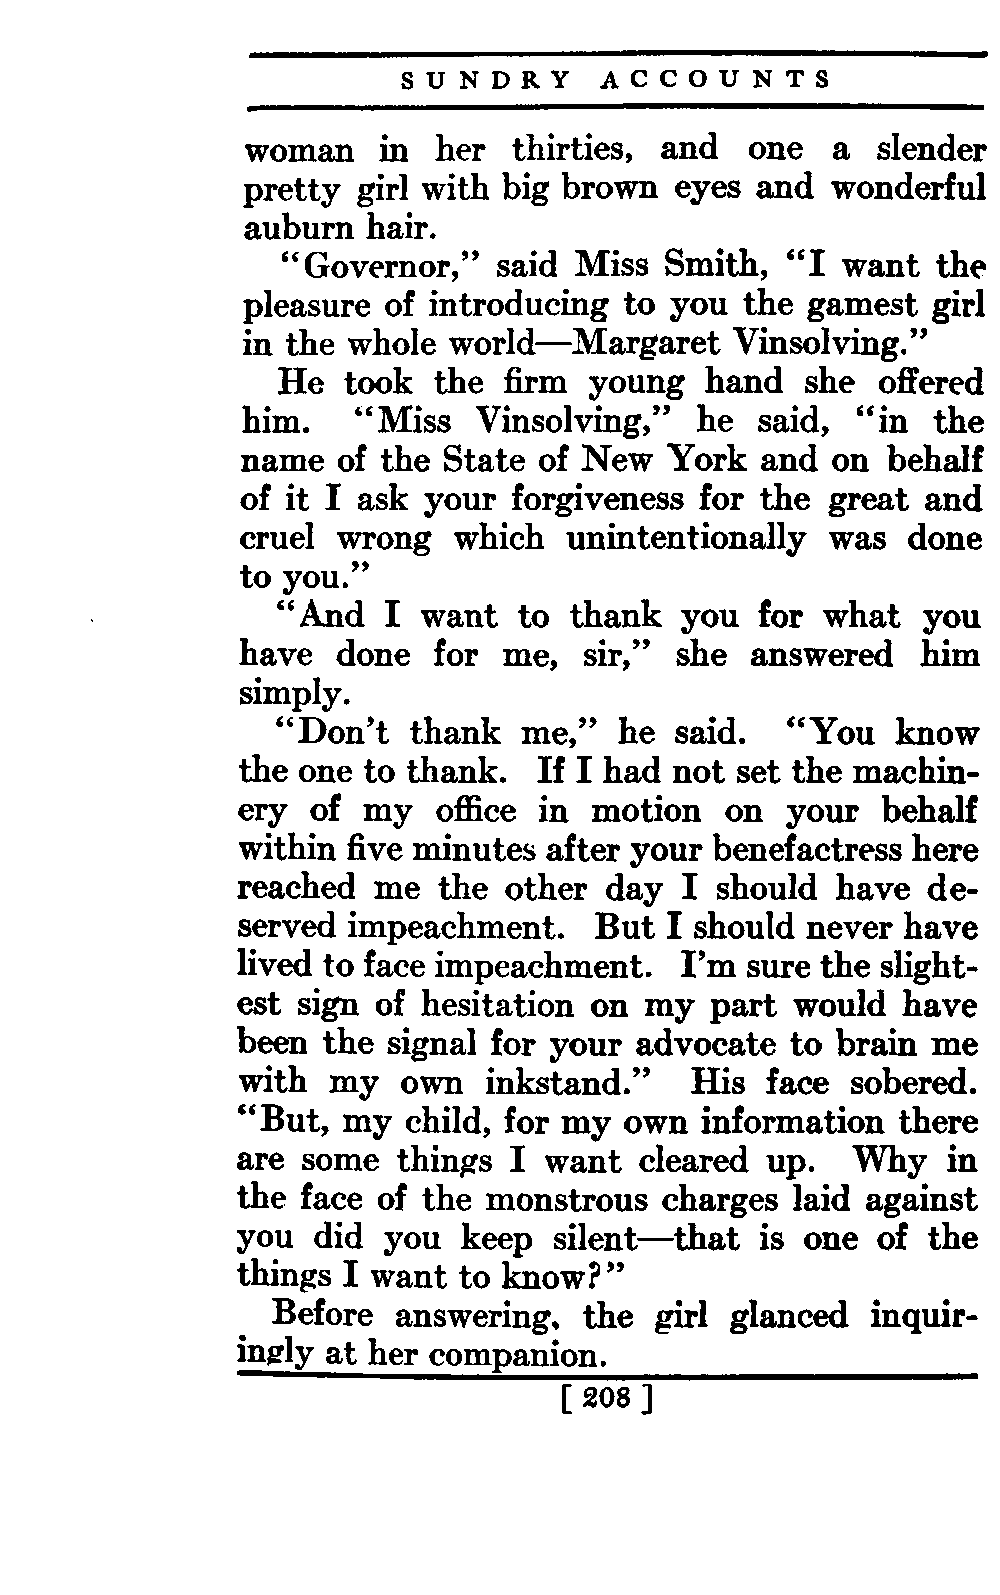 SUNDRY ACCOUNTS
woman in her thirties, and one a slender
pretty girl with big brown eyes and wonderful
auburn hair.
“Governor,” said Miss Smith, “I want the
pleasure of introducing to you the gamest girl
in the whole world—Margaret Vinsolving.”
He took the firm young hand she offered
him. “Miss Vinsolving,” he said, “in the
name of the State of New York and on behalf
of it I ask your forgiveness for the great and
cruel wrong which unintentionally was done
to you.”
“And I want to thank you for what you
have done for me, sir,” she answered him
simply.
“Don’t thank me,” he said. “You know
the one to thank. If I had not set the machin-
ery of my office in motion on your behalf
within five minutes after your benefactress here
reached me the other day I should have de-
served impeachment. But I should never have
lived to face impeachment. I’m sure the slight-
est sign of hesitation on my part would have
been the signal for your advocate to brain me
with my own inkstand.” His face sobered.
“But, my child, for my own information there
are some things I want cleared up. Why in
the face of the monstrous charges laid against
you did you keep silent—that is one of the
things I want to know?”
Before answering, the girl glanced inquir-
ingly at her companion.
[ 208 ]